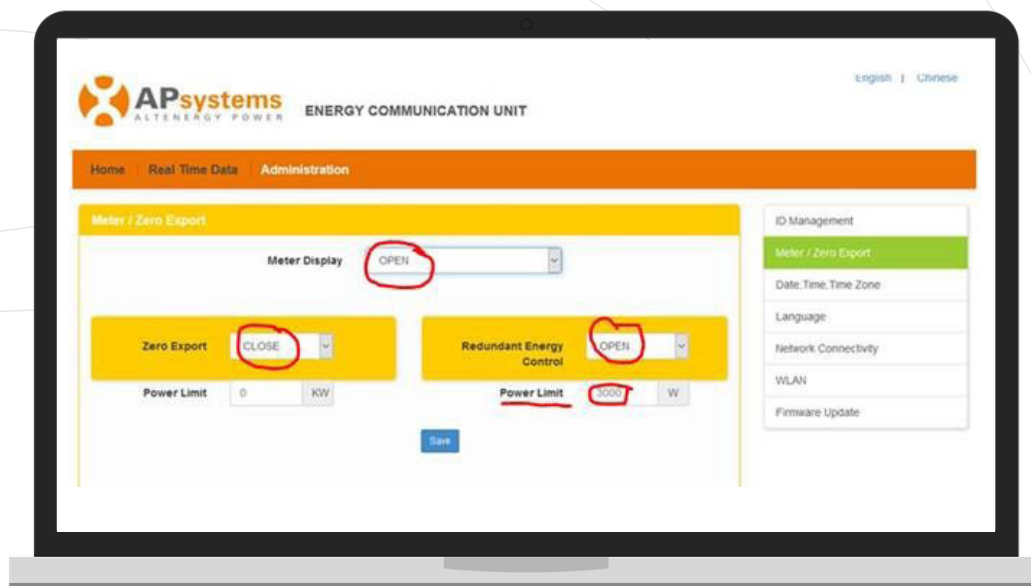 English | Chinese
APsystems
ALTENERGY POWER
ENERGY COMMUNICATION UNIT
Home Real Time Data Administration
Meter / Zero Export
Meter Display OPEN
Zero Export CLOSE
Power Limit 0 KW
Redundant Energy Control OPEN
Power Limit 3000 W
Save
ID Management
Meter / Zero Export
Date,Time,Time Zone
Language
Network Connectivity
WLAN
Firmware Update